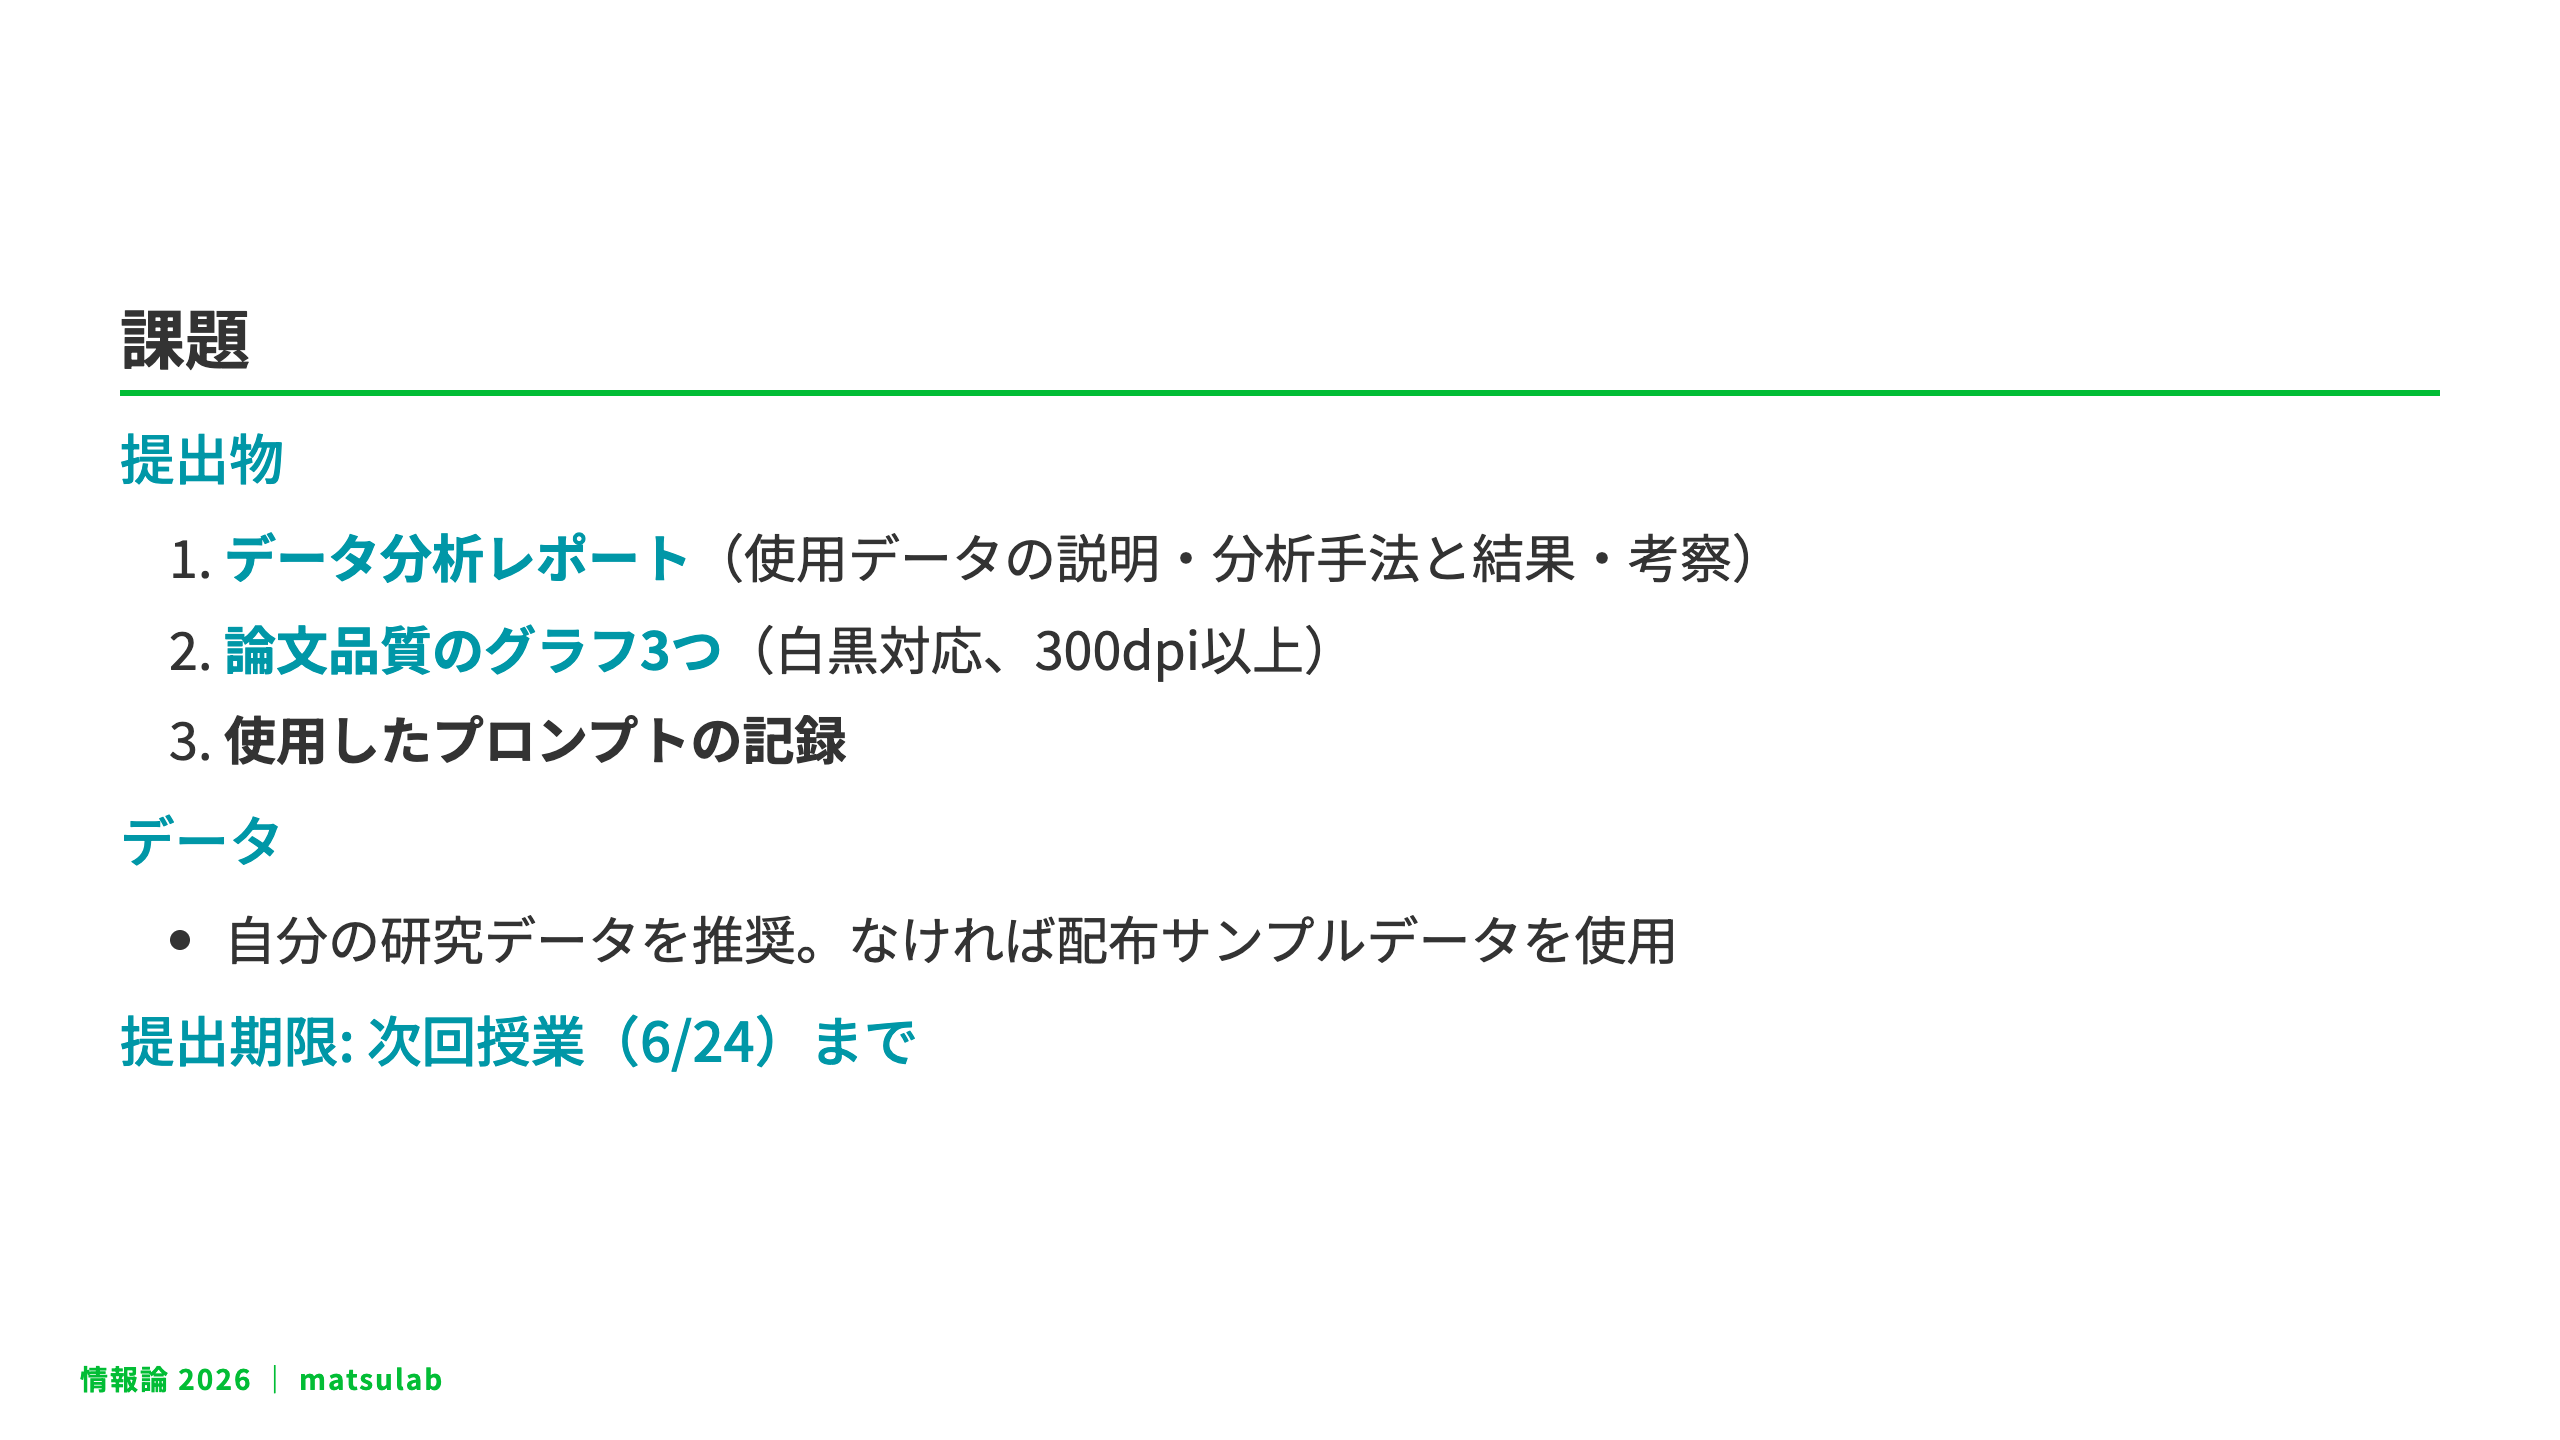 課題
提出物
1. データ分析レポート（使用データの説明・分析手法と結果・考察）
2. 論文品質のグラフ3つ（白黒対応、300dpi以上）
3. 使用したプロンプトの記録
データ
• 自分の研究データを推奨。なければ配布サンプルデータを使用
提出期限: 次回授業（6/24）まで
情報論 2026 ｜ matsulab